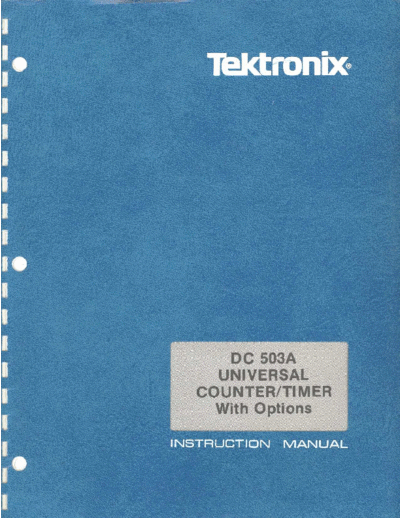 Tektronix®
DC 503A
UNIVERSAL
COUNTER/TIMER
With Options
INSTRUCTION MANUAL